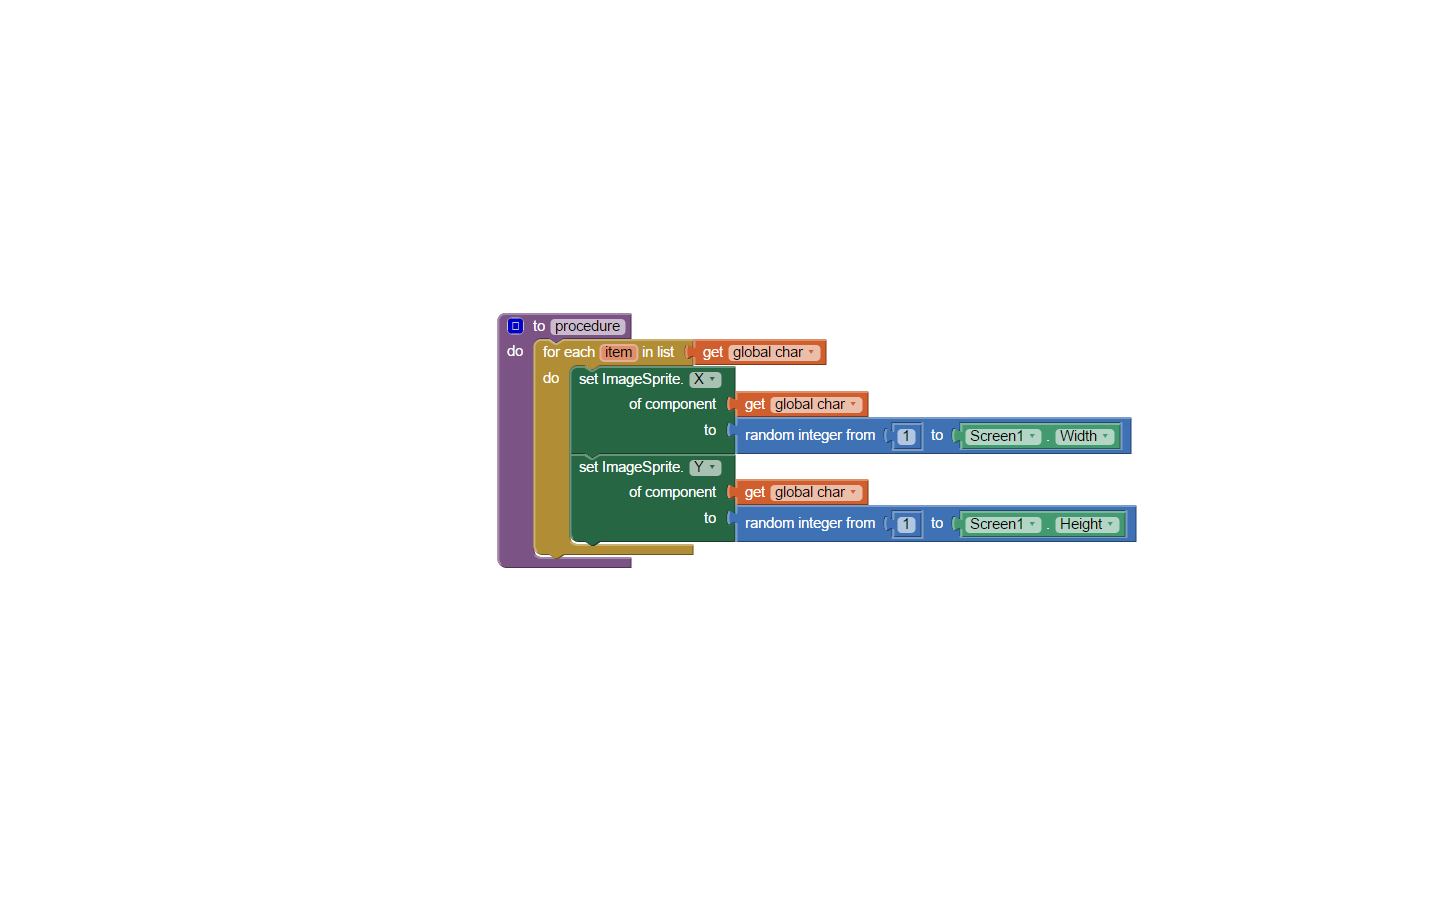 to procedure
do for each item in list get global char
do set ImageSprite. X
of component get global char
to random integer from 1 to Screen1 . Width
set ImageSprite. Y
of component get global char
to random integer from 1 to Screen1 . Height